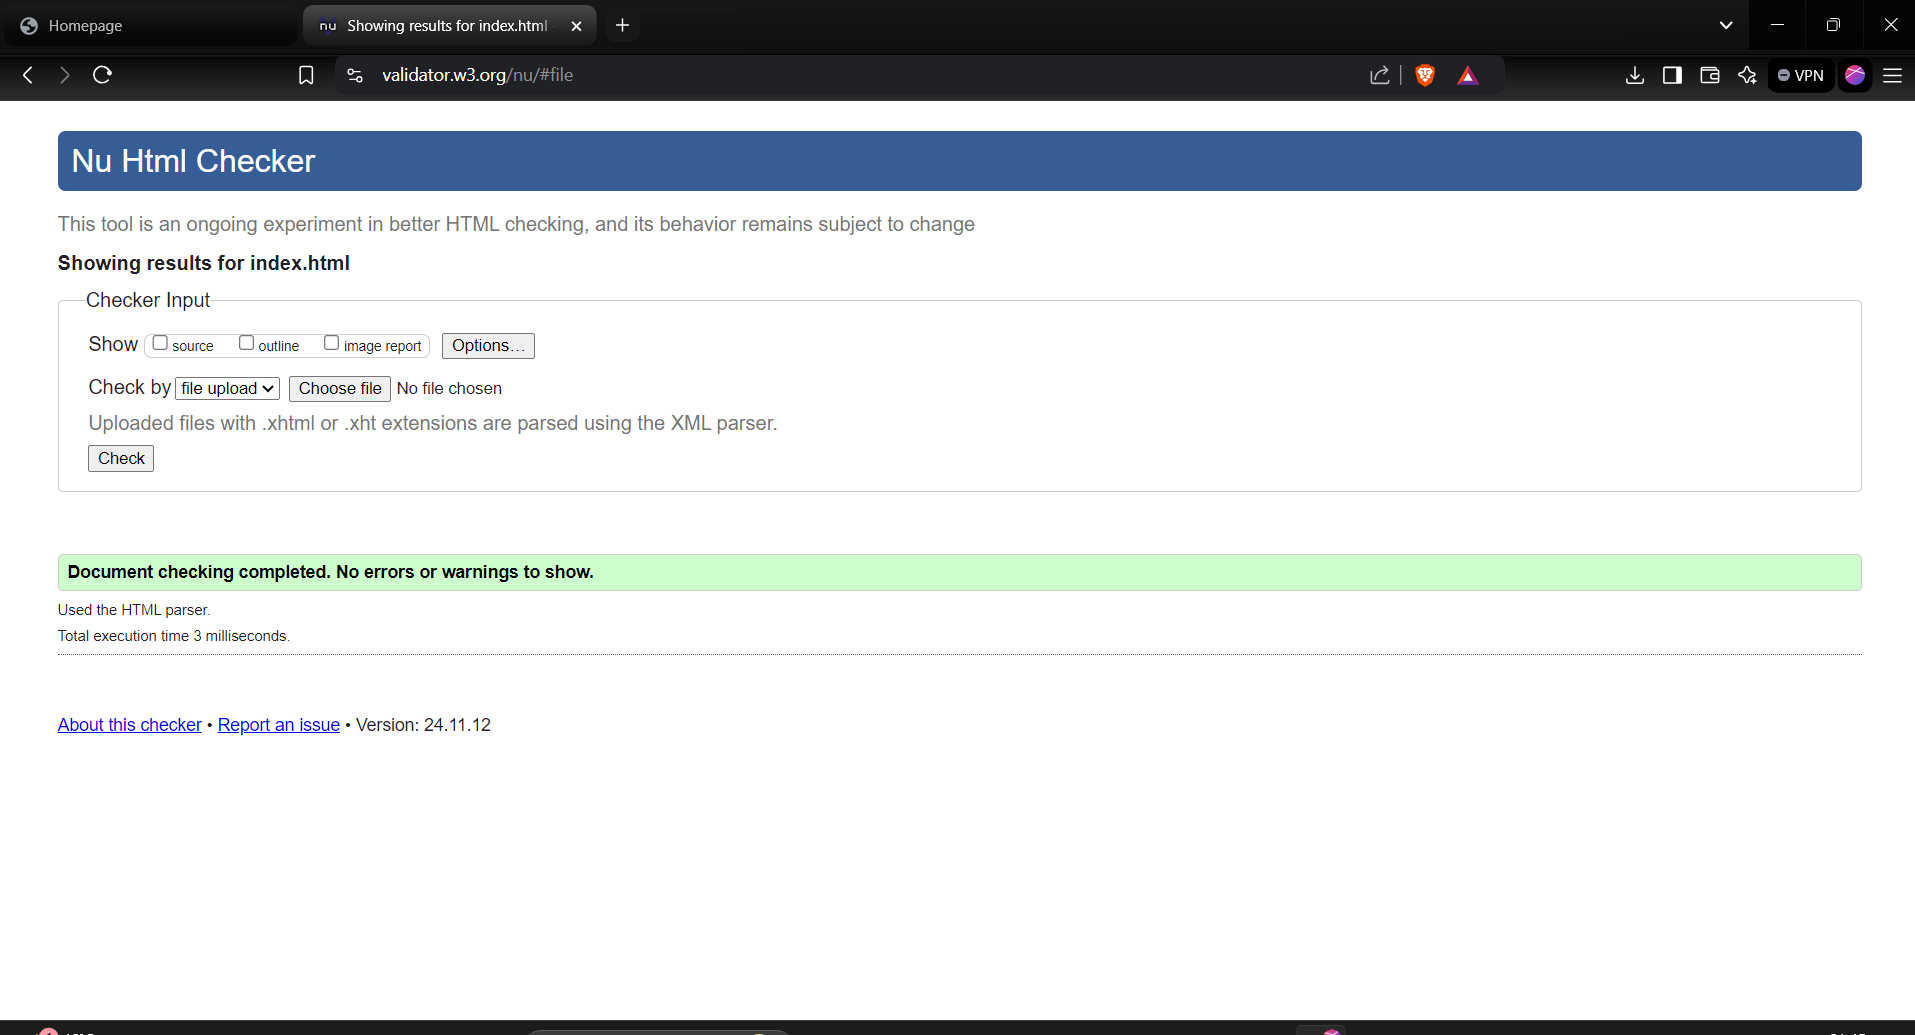 Homepage
nu Showing results for index.html
validator.w3.org/nu/#file
VPN
Nu Html Checker
This tool is an ongoing experiment in better HTML checking, and its behavior remains subject to change
Showing results for index.html
Checker Input
Show source outline image report Options...
Check by file upload Choose file No file chosen
Uploaded files with .xhtml or .xht extensions are parsed using the XML parser.
Check
Document checking completed. No errors or warnings to show.
Used the HTML parser.
Total execution time 3 milliseconds.
About this checker • Report an issue • Version: 24.11.12